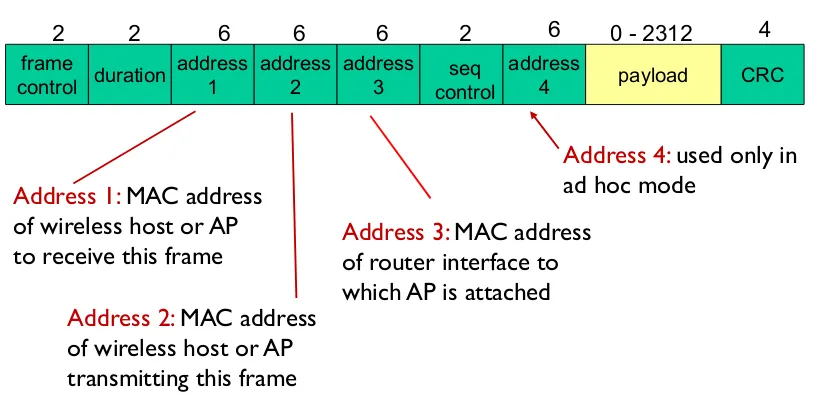 2 2 6 6 6 2 6 0 - 2312 4
frame control
duration
address 1
address 2
address 3
seq control
address 4
payload
CRC
Address 4: used only in
ad hoc mode
Address 1: MAC address
of wireless host or AP
to receive this frame
Address 3: MAC address
of router interface to
which AP is attached
Address 2: MAC address
of wireless host or AP
transmitting this frame